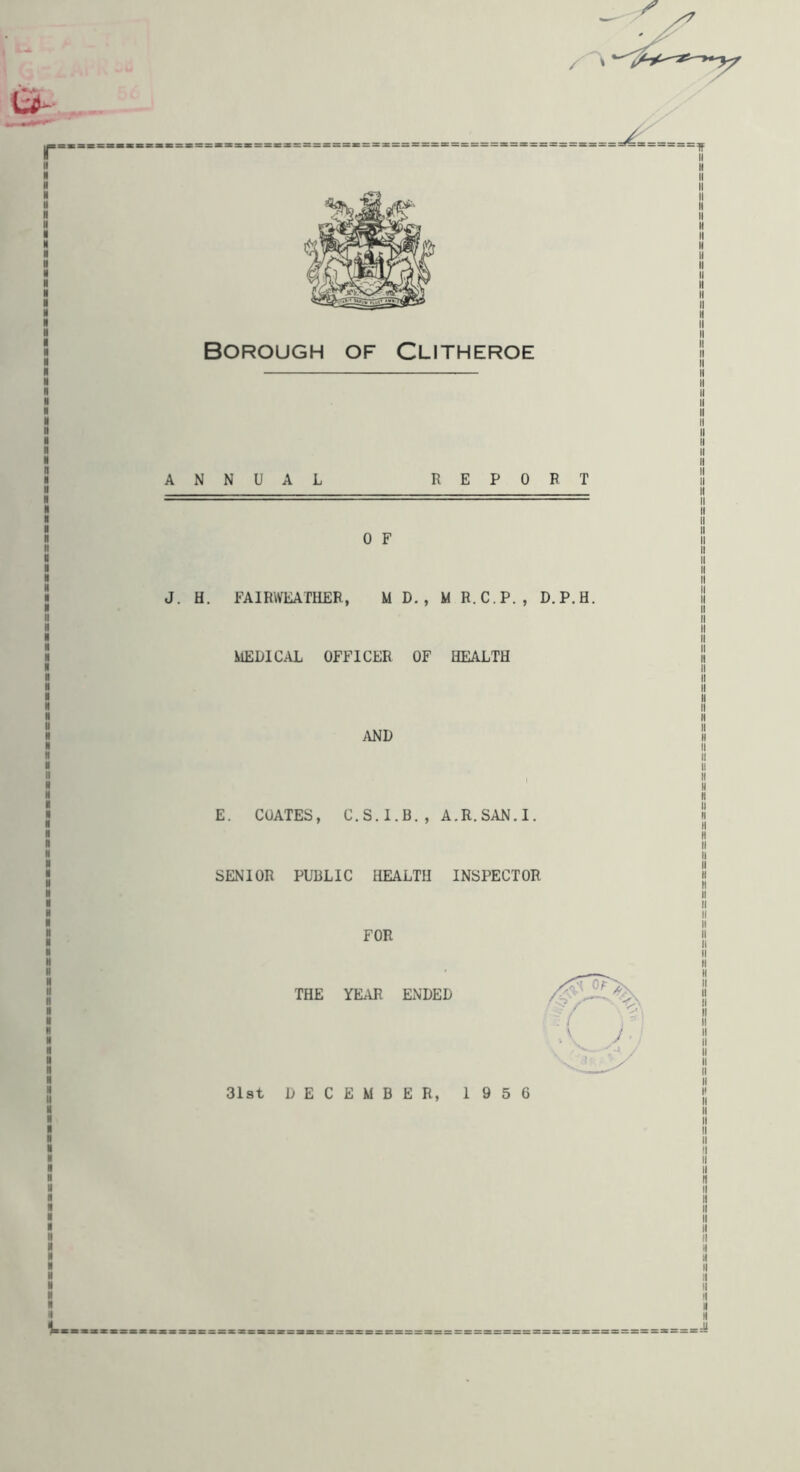 BOROUGH OF CLITHEROE
ANNUAL REPORT
OF
J. H. FAIRWEATHER, M D., M R.C.P., D.P.H.
MEDICAL OFFICER OF HEALTH
AND
E. COATES, C.S.I.B., A.R.SAN.I.
SENIOR PUBLIC HEALTH INSPECTOR
FOR
THE YEAR ENDED
OF
31st DECEMBER, 1956